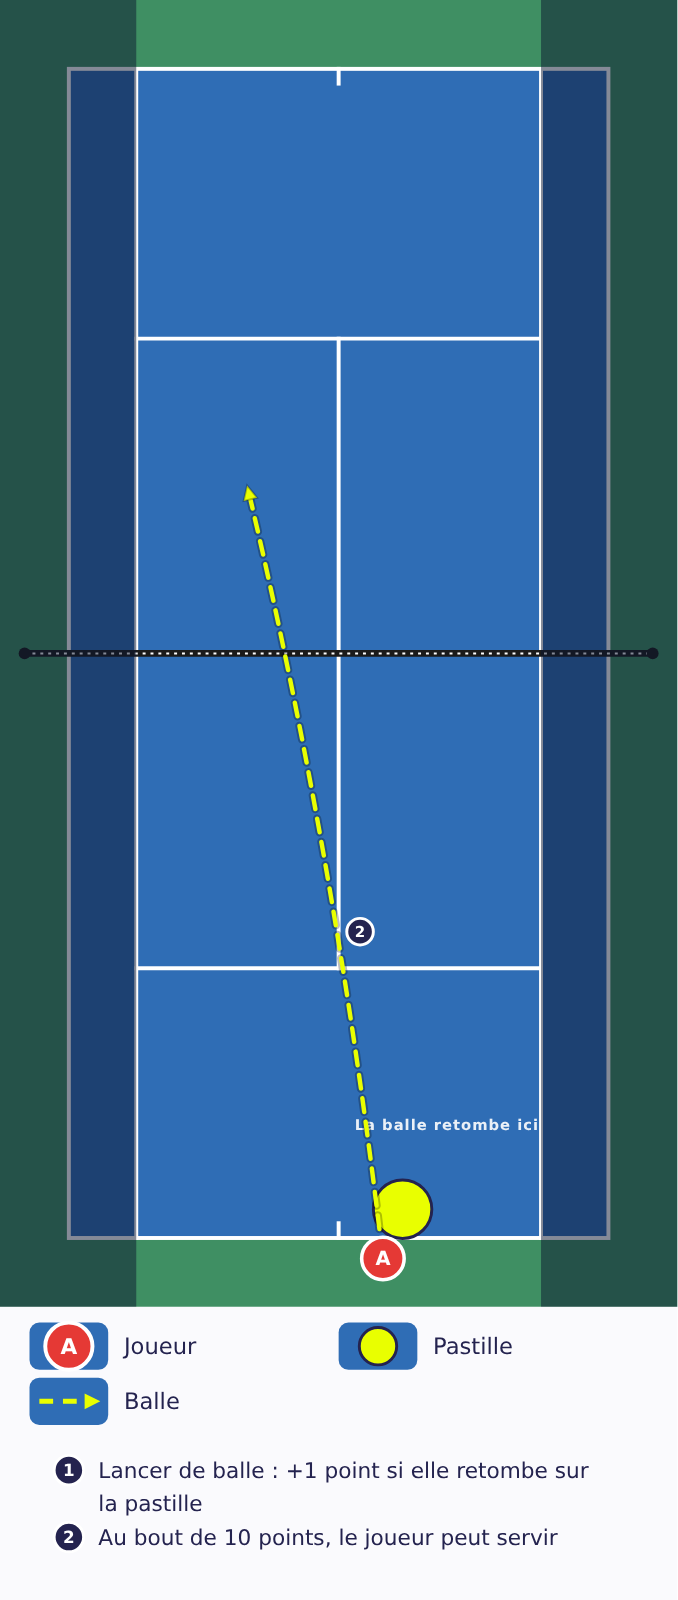 2
La balle retombe ici
A
A Joueur
Pastille
Balle
1 Lancer de balle : +1 point si elle retombe sur
la pastille
2 Au bout de 10 points, le joueur peut servir